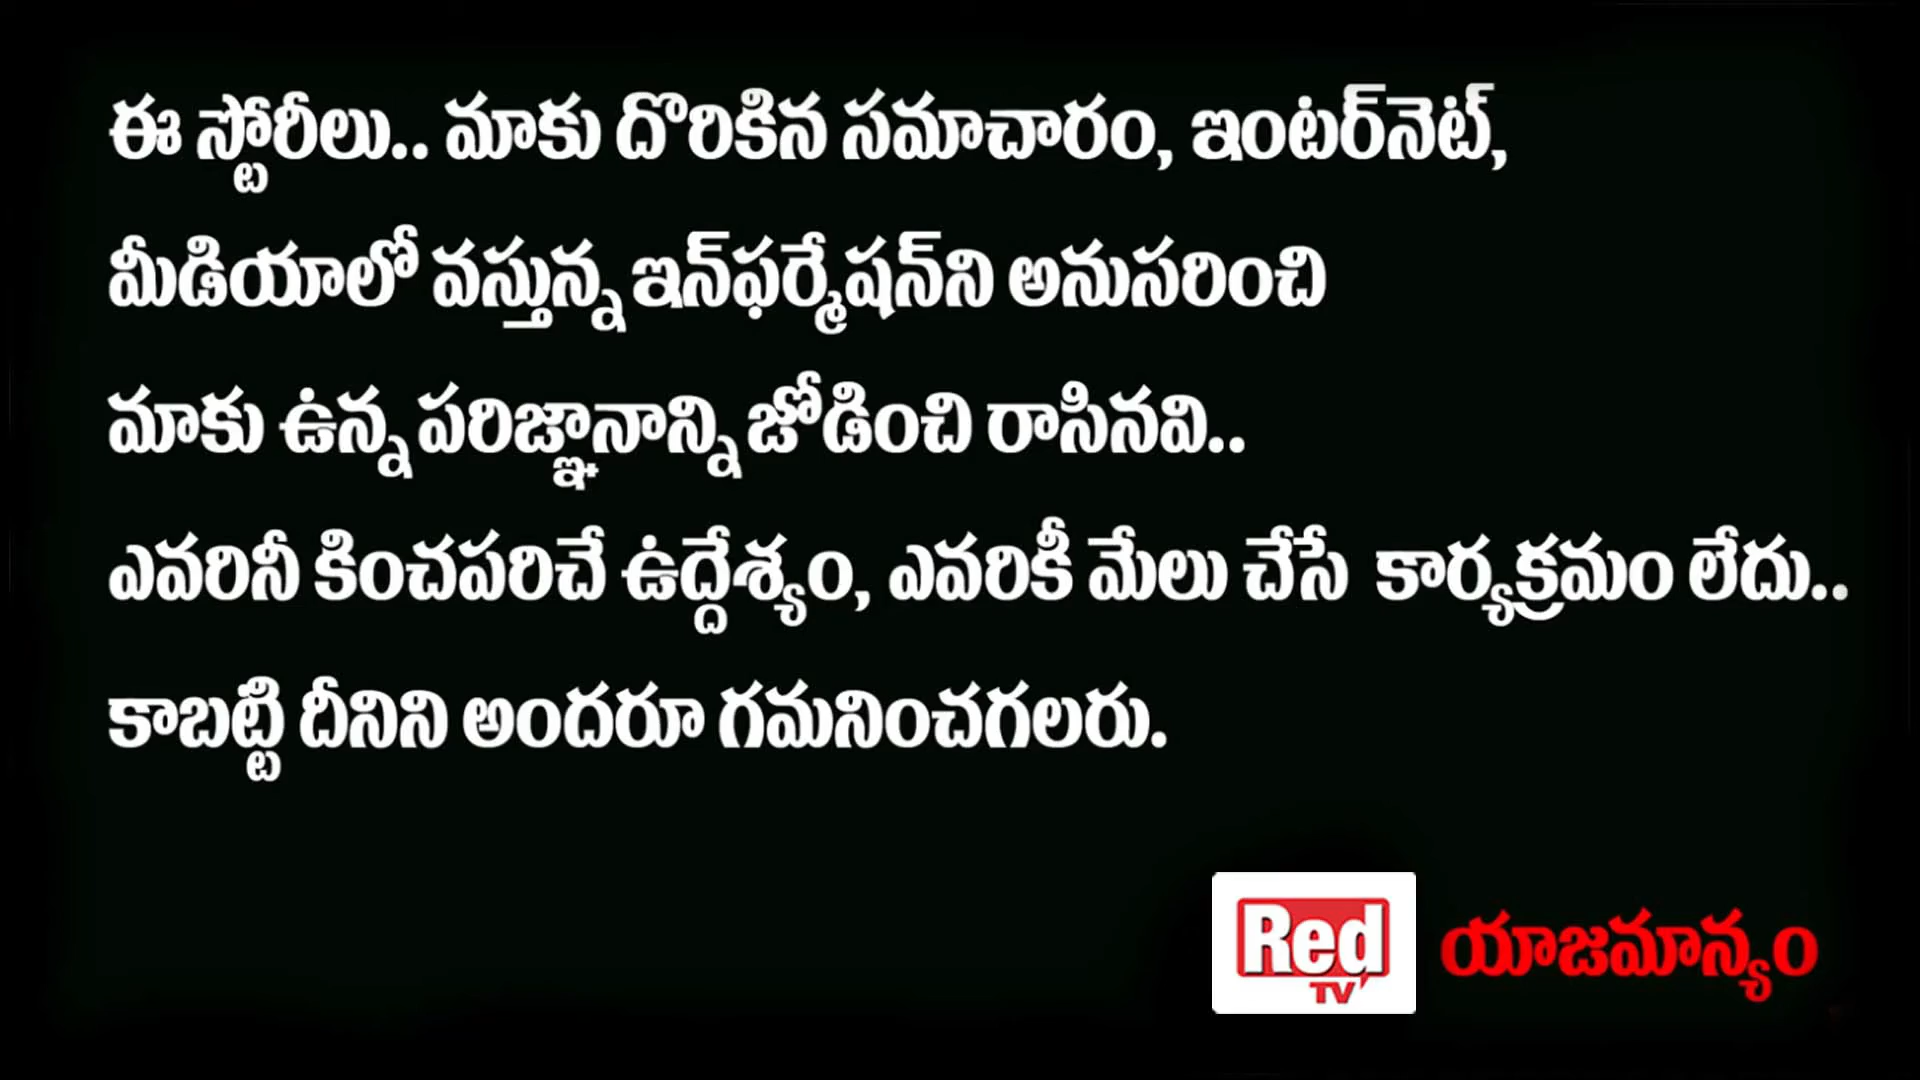 ఈ స్టోరీలు.. మాకు దొరికిన సమాచారం, ఇంటర్‌నెట్,
మీడియాలో వస్తున్న ఇన్‌ఫర్మేషన్‌ని అనుసరించి
మాకు ఉన్న పరిజ్ఞానాన్ని జోడించి రాసినవి..
ఎవరినీ కించపరిచే ఉద్దేశ్యం, ఎవరికీ మేలు చేసే కార్యక్రమం లేదు..
కాబట్టి దీనిని అందరూ గమనించగలరు.
Red TV యాజమాన్యం